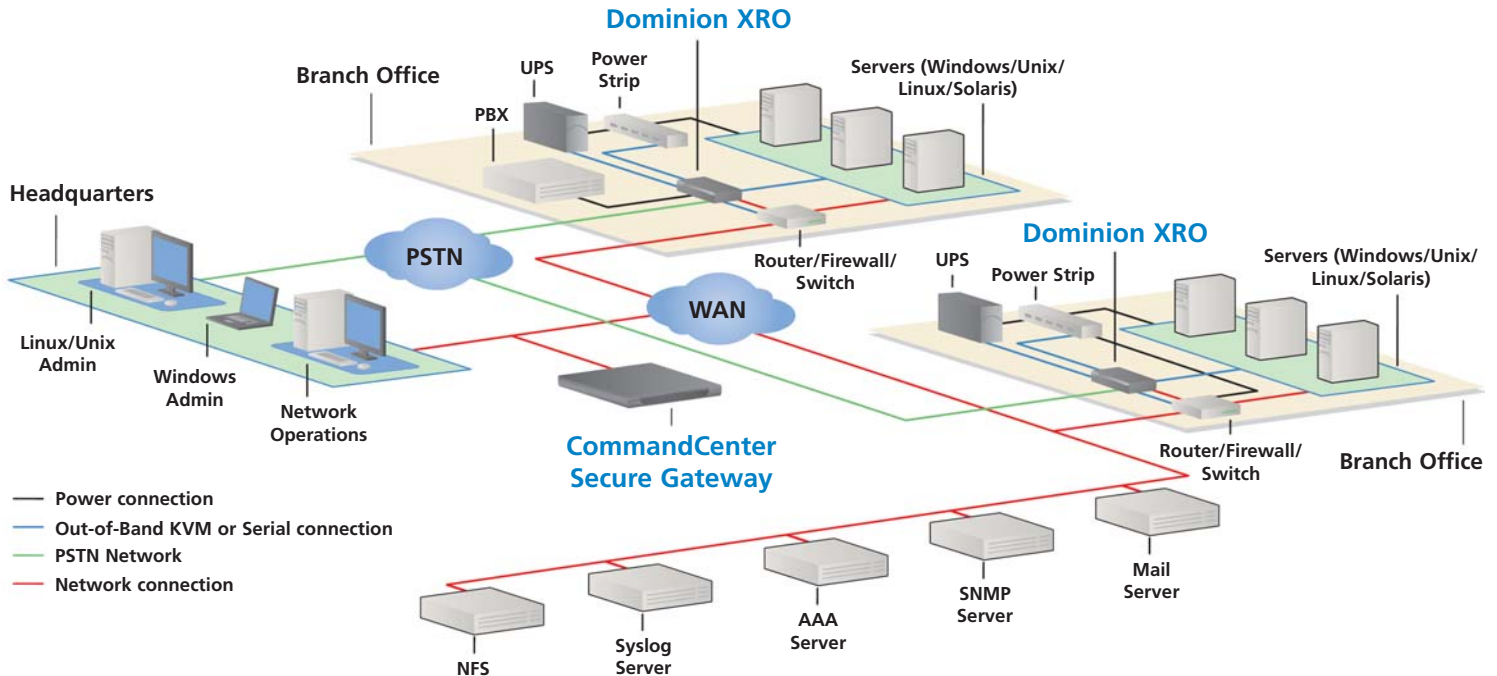 Dominion XRO
Branch Office
UPS
Power
Strip
Servers (Windows/Unix/
Linux/Solaris)
PBX
Headquarters
PSTN
Router/Firewall/
Switch
WAN
Dominion XRO
UPS
Power Strip
Servers (Windows/Unix/
Linux/Solaris)
Linux/Unix
Admin
Windows
Admin
Network
Operations
CommandCenter
Secure Gateway
Router/Firewall/
Switch
Branch Office
Power connection
Out-of-Band KVM or Serial connection
PSTN Network
Network connection
NFS
Syslog
Server
AAA
Server
SNMP
Server
Mail
Server